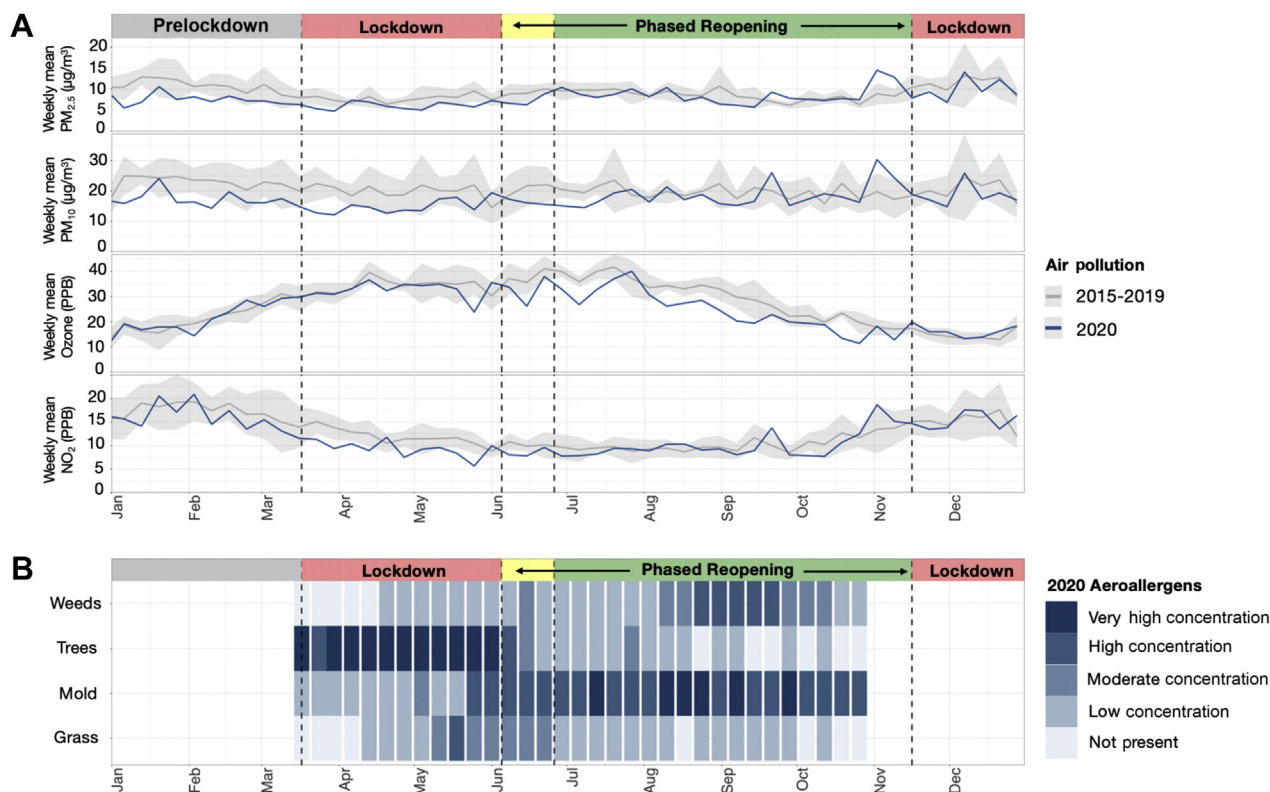 A
Prelockdown
Lockdown
Phased Reopening
Lockdown
Weekly mean
PM2.5 (µg/m³)
20
15
10
5
0
Weekly mean
PM10 (µg/m³)
30
20
10
0
Weekly mean
Ozone (PPB)
40
30
20
10
0
Weekly mean
NO2 (PPB)
20
15
10
5
0
Jan
Feb
Mar
Apr
May
Jun
Jul
Aug
Sep
Oct
Nov
Dec
Air pollution
2015-2019
2020
B
Lockdown
Phased Reopening
Lockdown
Weeds
Trees
Mold
Grass
Jan
Feb
Mar
Apr
May
Jun
Jul
Aug
Sep
Oct
Nov
Dec
2020 Aeroallergens
Very high concentration
High concentration
Moderate concentration
Low concentration
Not present